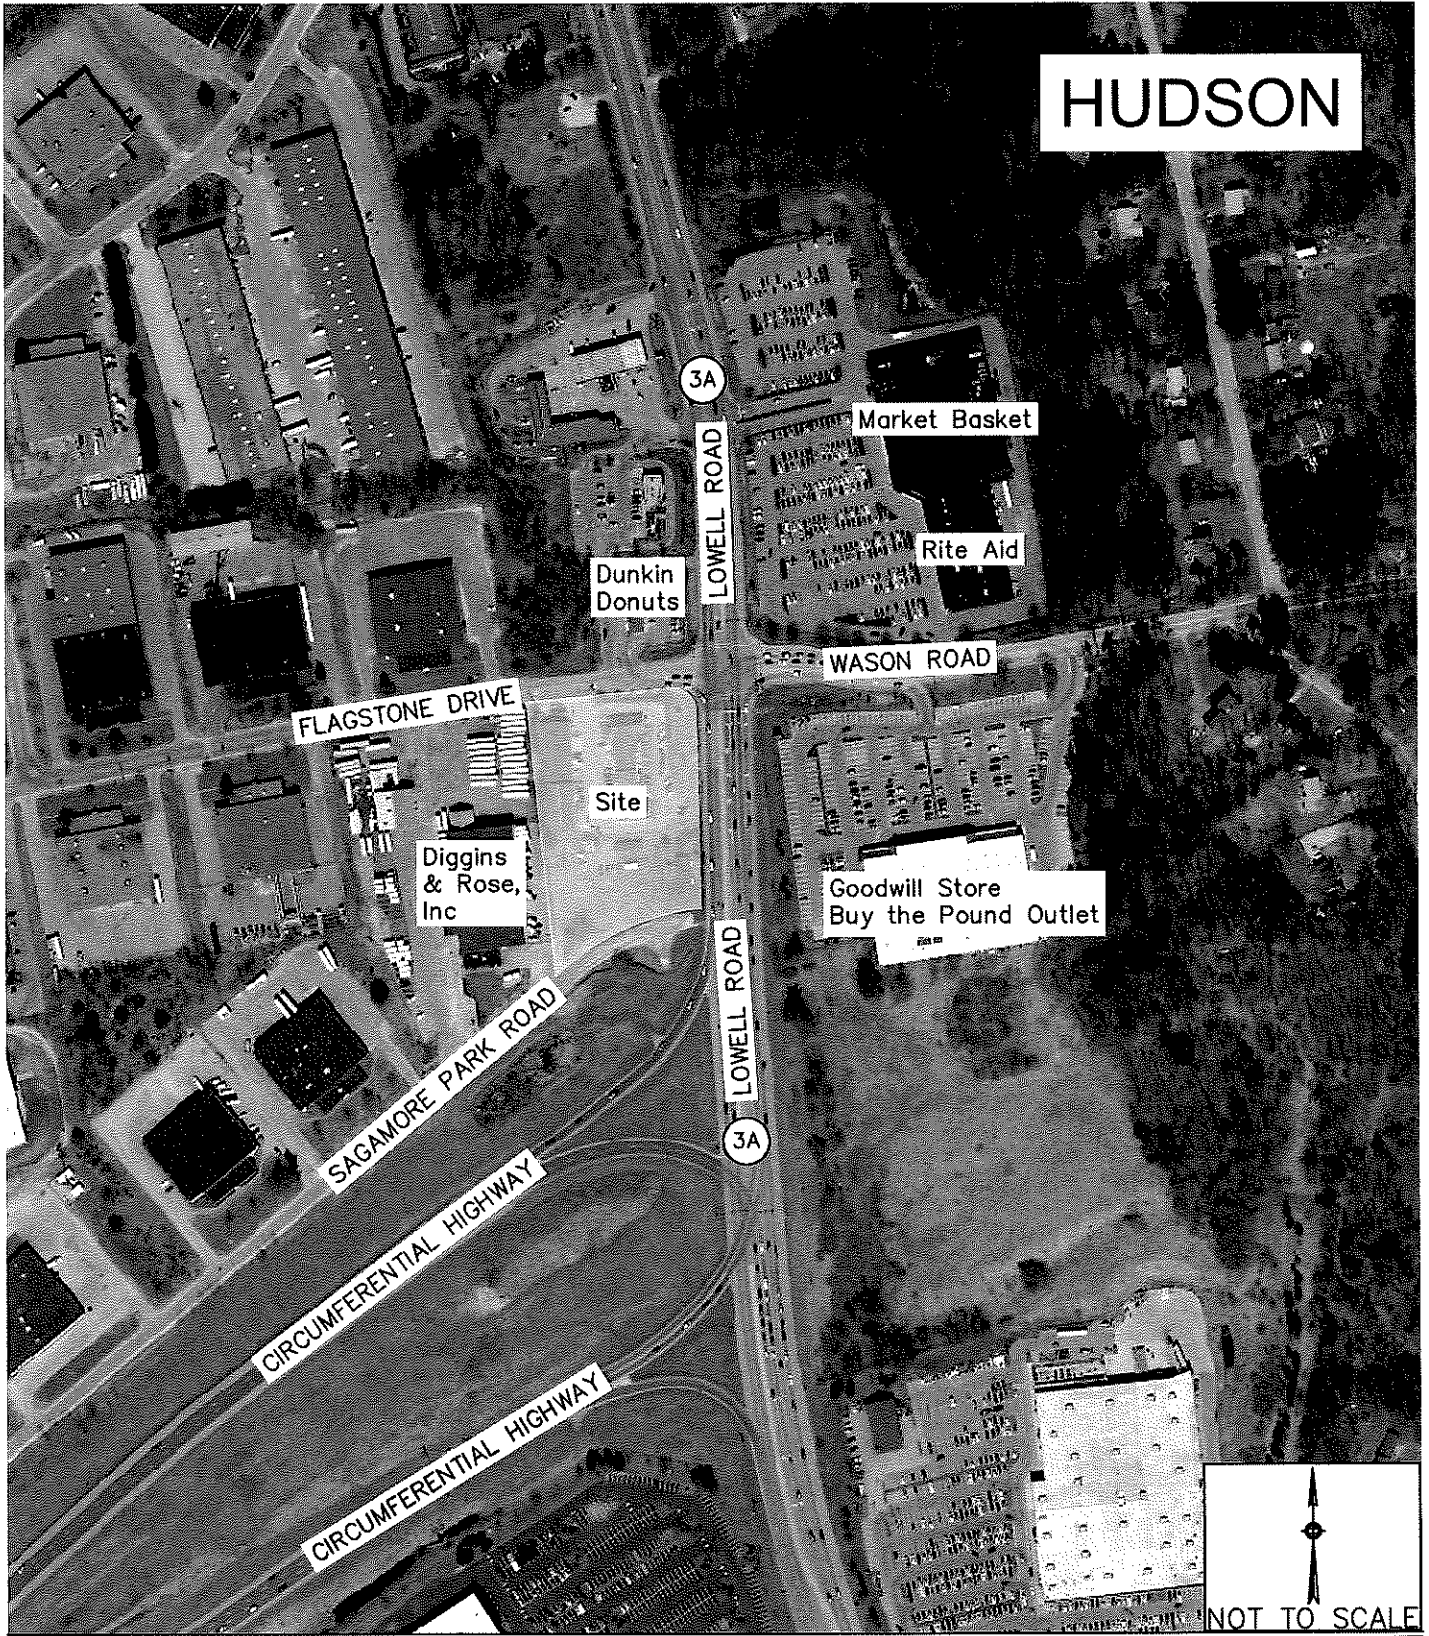 HUDSON
3A
Market Basket
LOWELL ROAD
Rite Aid
Dunkin
Donuts
WASON ROAD
FLAGSTONE DRIVE
Site
Diggins
& Rose,
Inc
Goodwill Store
Buy the Pound Outlet
LOWELL ROAD
SAGAMORE PARK ROAD
3A
CIRCUMFERENTIAL HIGHWAY
CIRCUMFERENTIAL HIGHWAY
NOT TO SCALE